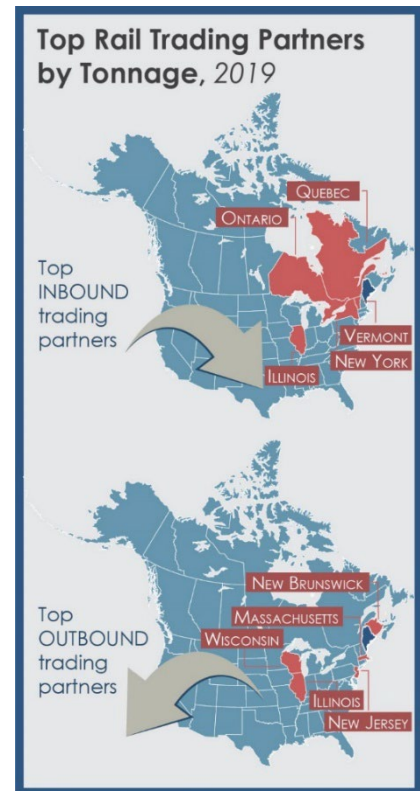 Top Rail Trading Partners
by Tonnage, 2019
QUEBEC
ONTARIO
Top
INBOUND
trading
partners
VERMONT
NEW YORK
ILLINOIS
NEW BRUNSWICK
MASSACHUSETTS
WISCONSIN
Top
OUTBOUND
trading
partners
ILLINOIS
NEW JERSEY